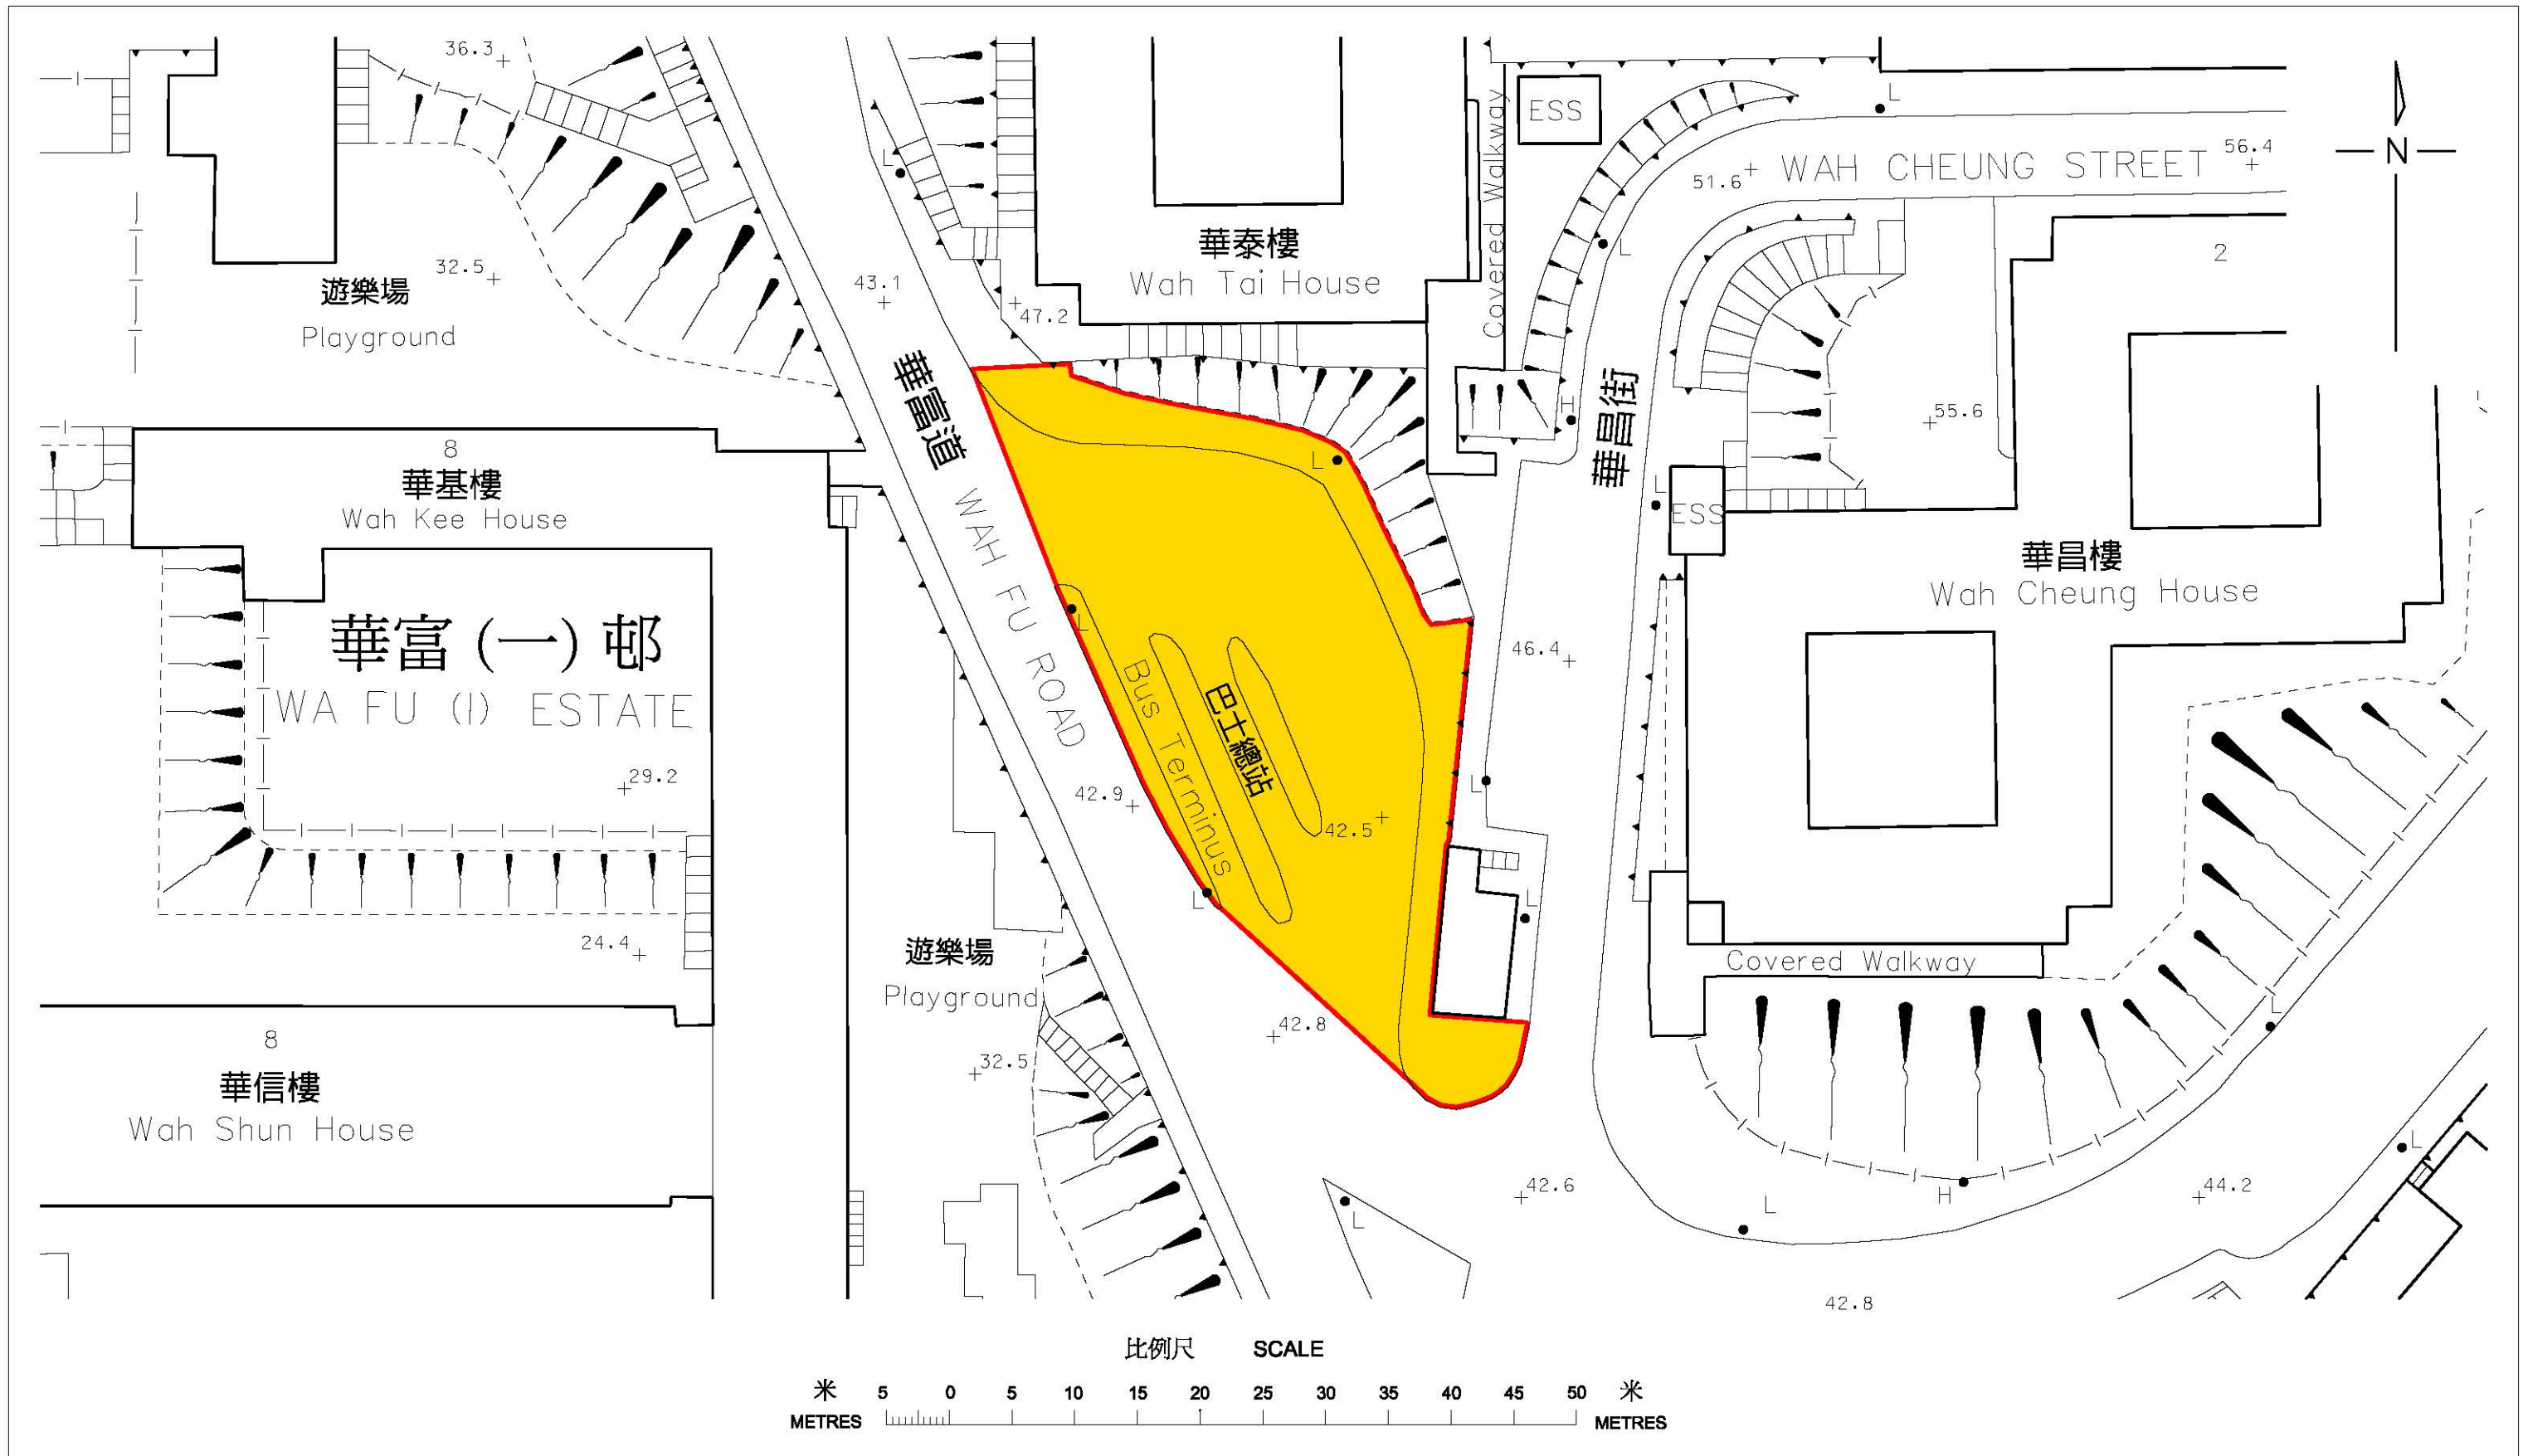 36.3
ESS
L
L
Covered Walkway
51.6
WAH CHEUNG STREET
56.4
N
華泰樓
Wah Tai House
L
2
32.5
遊樂場
Playground
43.1
47.2
華富道
WAH FU ROAD
華昌街
H
55.6
8
華基樓
Wah Kee House
L
L
ESS
華昌樓
Wah Cheung House
華富 (一) 邨
WA FU (I) ESTATE
L
46.4
巴士總站
Bus Terminus
29.2
42.9
42.5
L
L
L
24.4
遊樂場
Playground
Covered Walkway
L
42.8
32.5
8
華信樓
Wah Shun House
L
42.6
H
44.2
L
L
42.8
比例尺 SCALE
米 5 0 5 10 15 20 25 30 35 40 45 50 米
METRES METRES